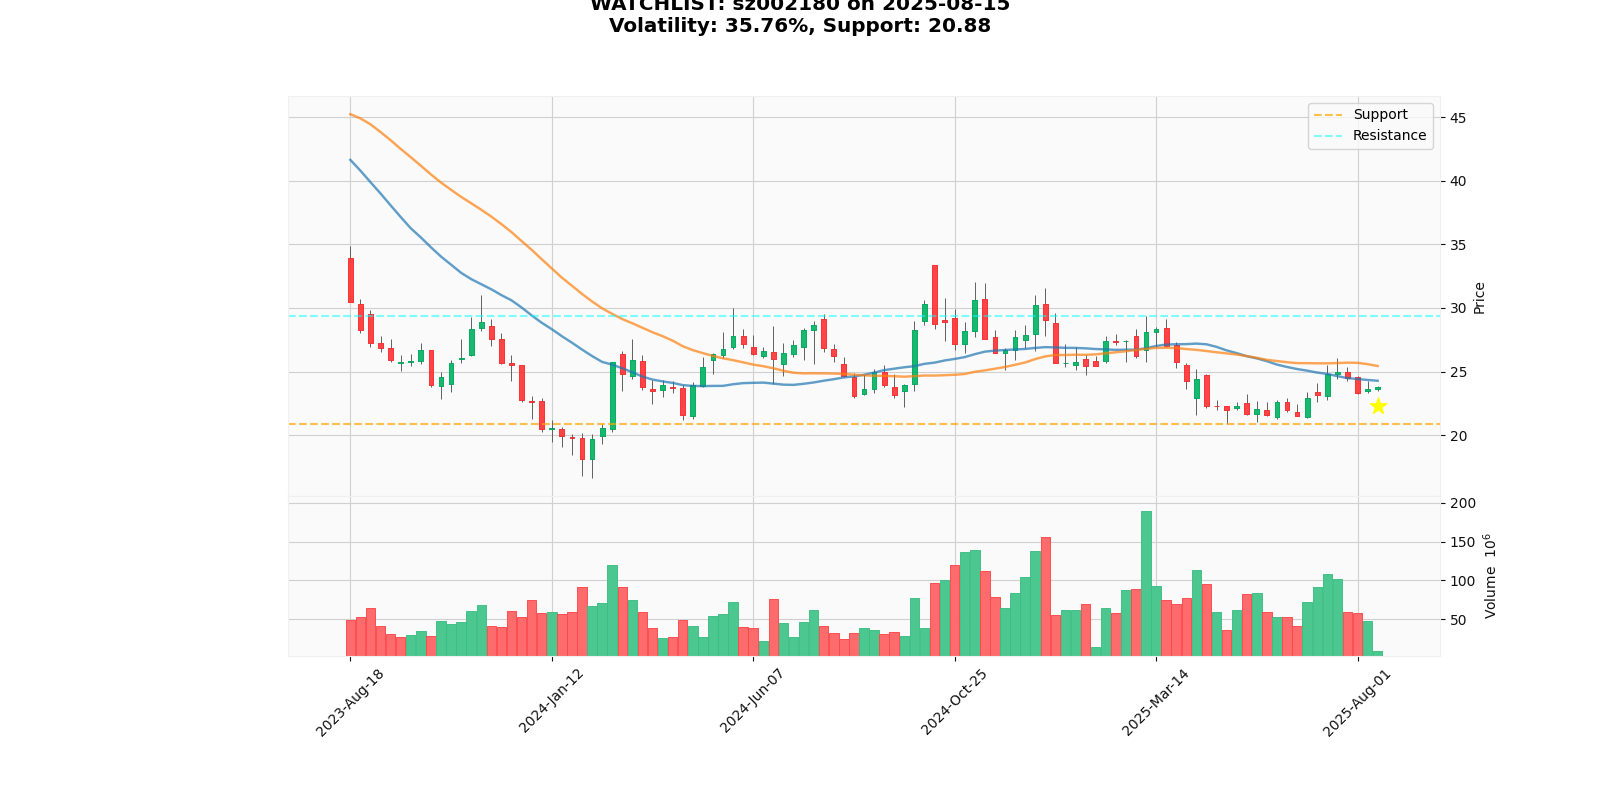 WATCHLIST: sz002180 on 2025-08-15
Volatility: 35.76%, Support: 20.88
Support
Resistance
45
40
35
30
25
20
Price
200
150
100
50
Volume 10^6
2023-Aug-18
2024-Jan-12
2024-Jun-07
2024-Oct-25
2025-Mar-14
2025-Aug-01